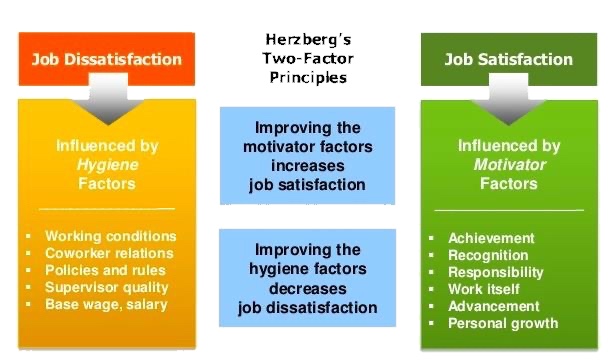 Herzberg's
Two-Factor
Principles
Job Dissatisfaction
Influenced by
Hygiene
Factors
▪ Working conditions
▪ Coworker relations
▪ Policies and rules
▪ Supervisor quality
▪ Base wage, salary
Improving the
motivator factors
increases
job satisfaction
Improving the
hygiene factors
decreases
job dissatisfaction
Job Satisfaction
Influenced by
Motivator
Factors
▪ Achievement
▪ Recognition
▪ Responsibility
▪ Work itself
▪ Advancement
▪ Personal growth